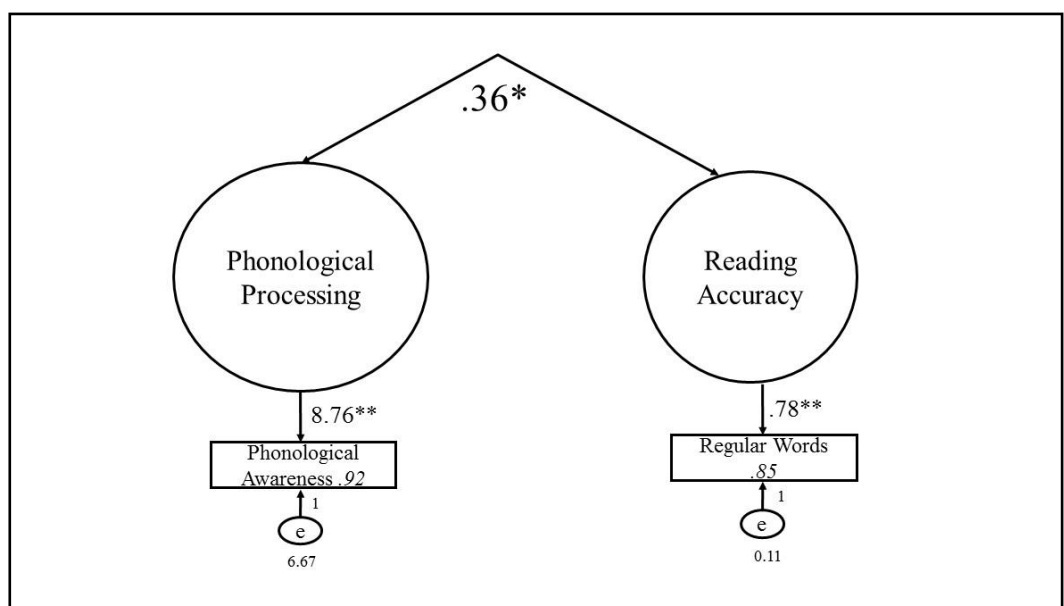 .36*
Phonological
Processing
Reading
Accuracy
8.76**
.78**
Phonological
Awareness .92
Regular Words
.85
1
1
e
e
6.67
0.11